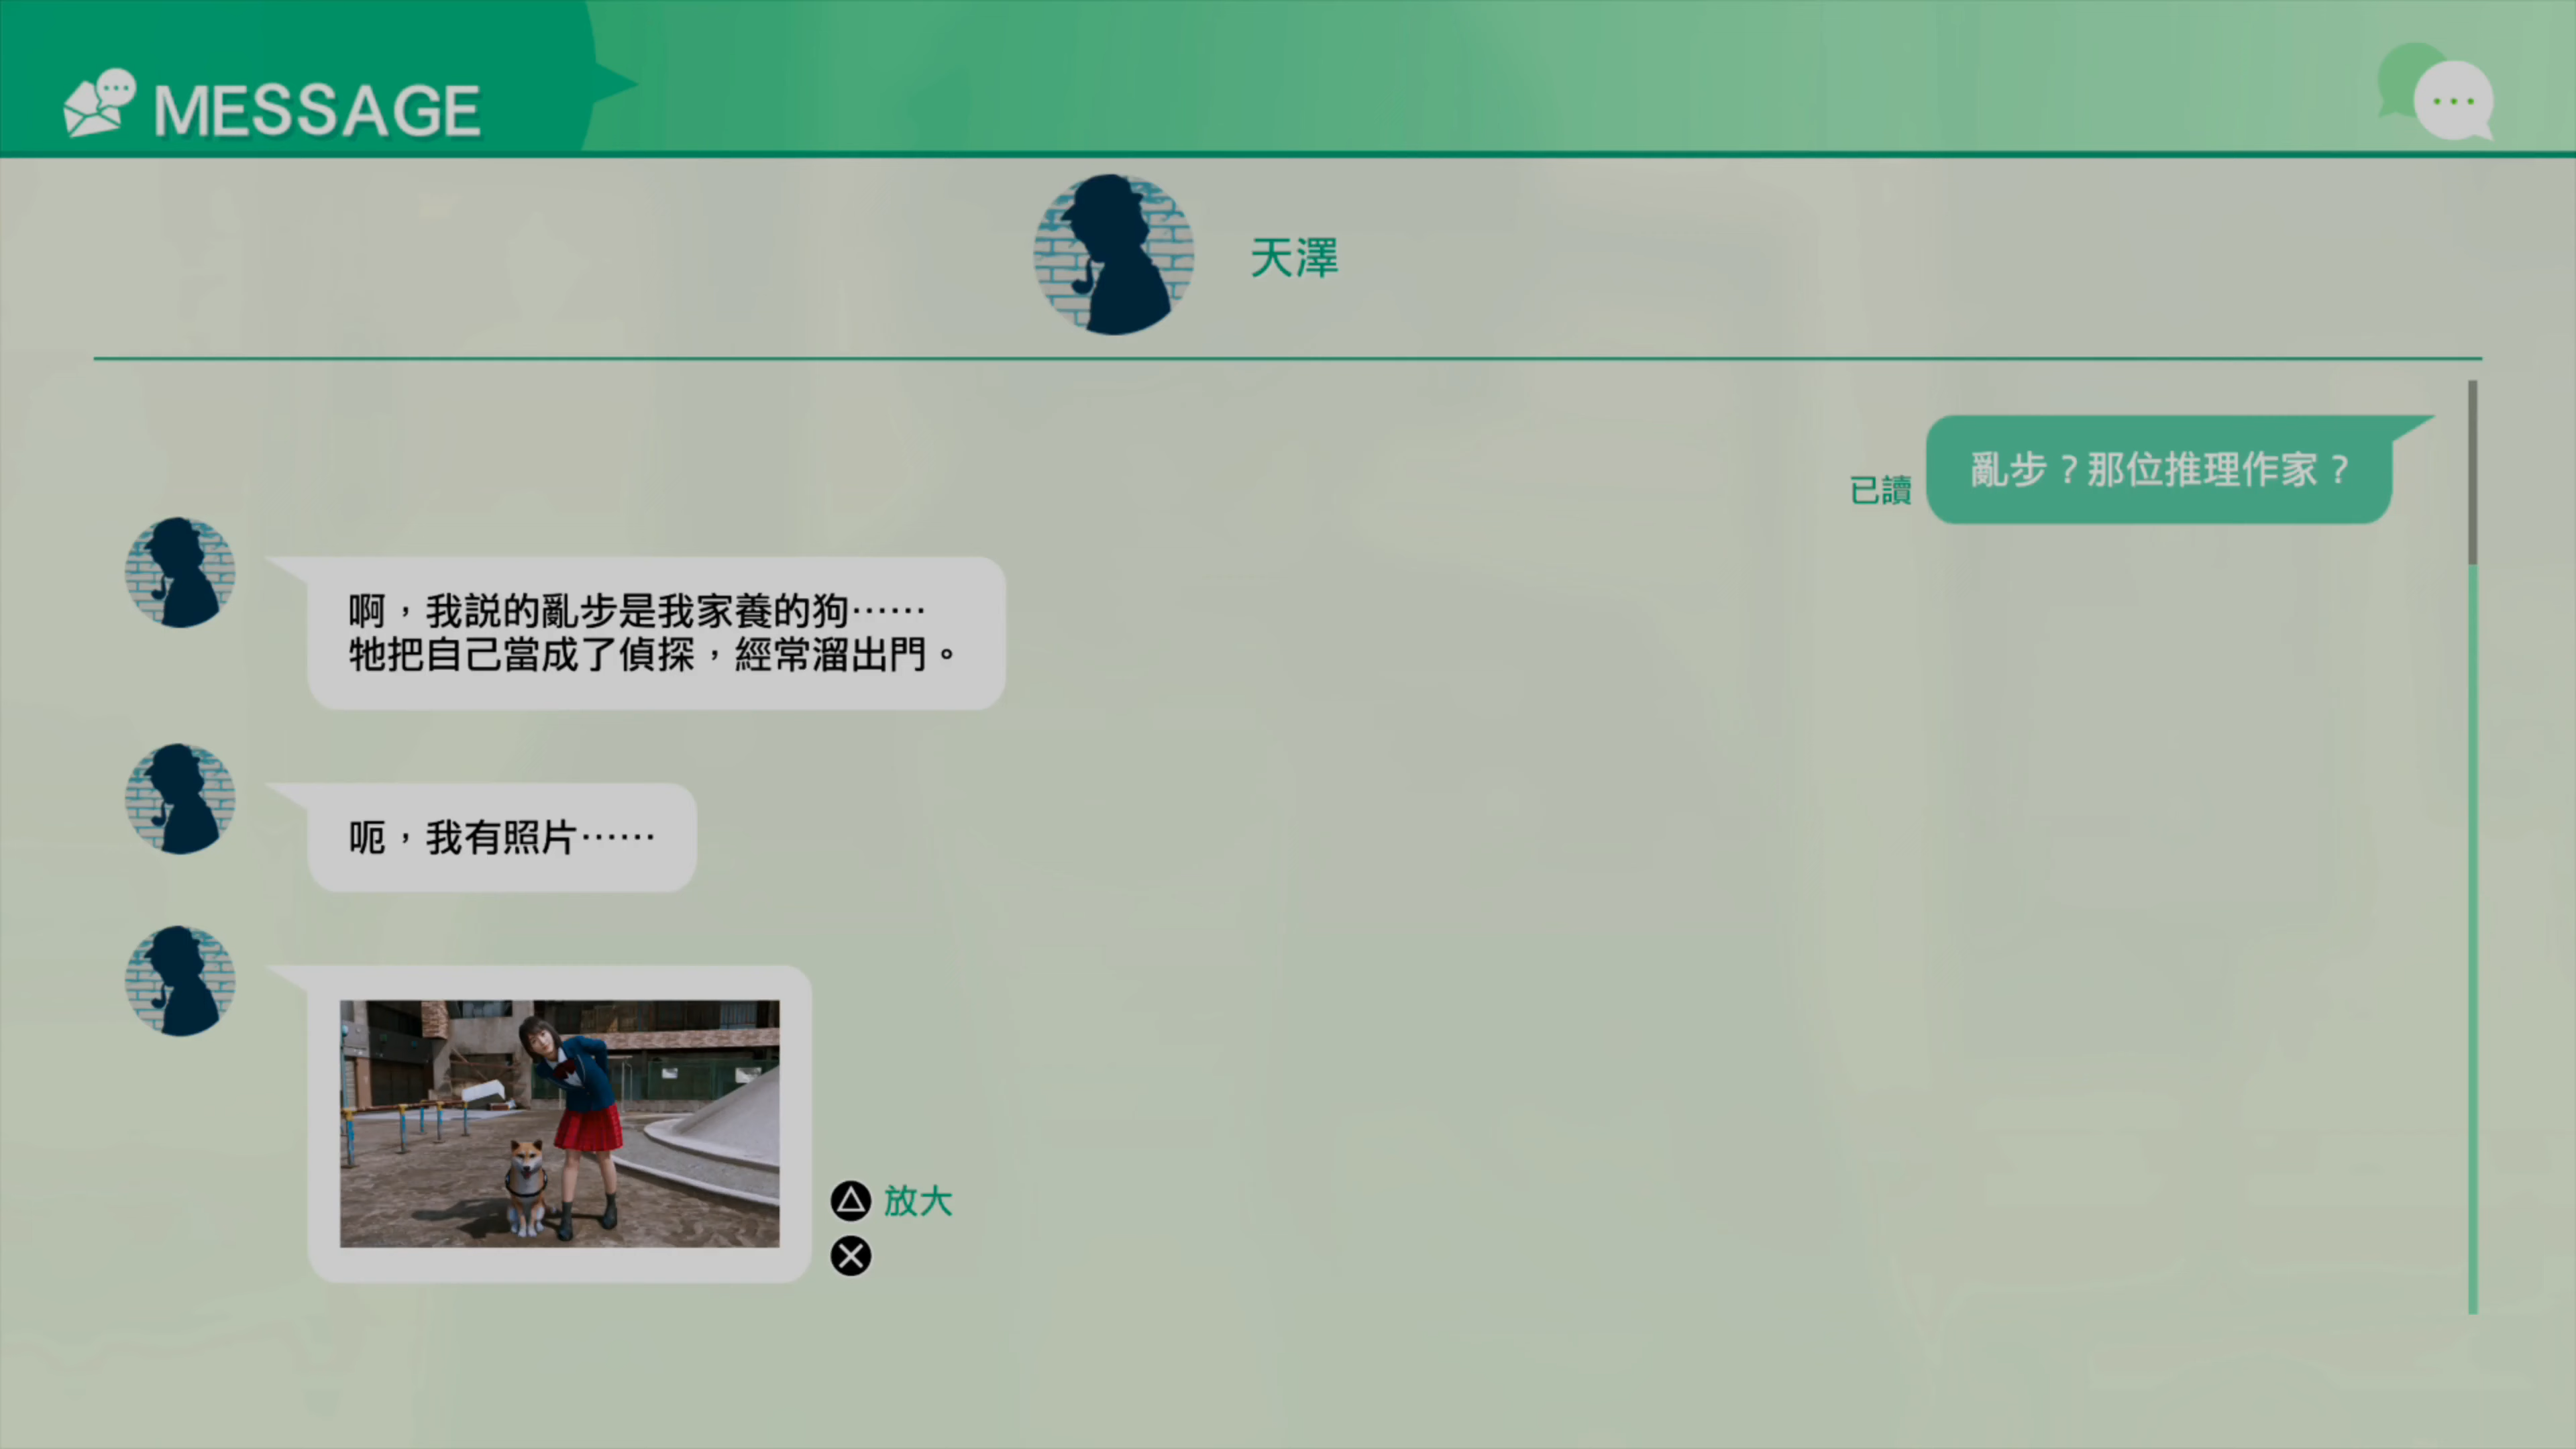 MESSAGE
天澤
亂步？那位推理作家？
已讀
啊，我説的亂步是我家養的狗……
牠把自己當成了偵探，經常溜出門。
呃，我有照片……
放大